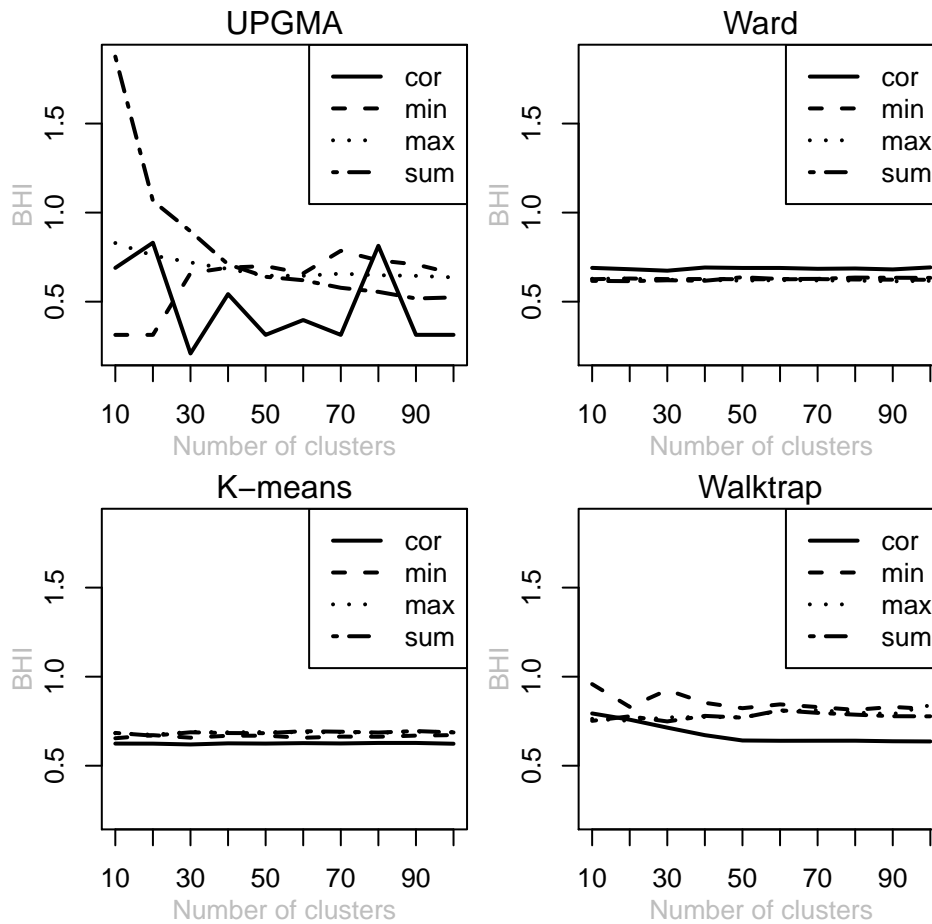 UPGMA
cor
min
max
sum
BHI
0.5 1.0 1.5
10 30 50 70 90
Number of clusters
Ward
cor
min
max
sum
BHI
0.5 1.0 1.5
10 30 50 70 90
Number of clusters
K−means
cor
min
max
sum
BHI
0.5 1.0 1.5
10 30 50 70 90
Number of clusters
Walktrap
cor
min
max
sum
BHI
0.5 1.0 1.5
10 30 50 70 90
Number of clusters